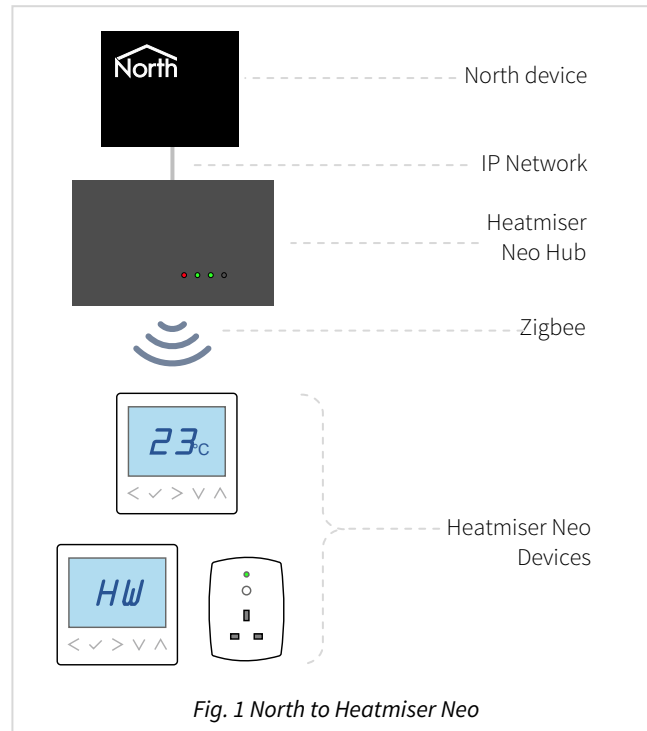 North
North device
IP Network
Heatmiser
Neo Hub
Zigbee
23°C
HW
Heatmiser Neo
Devices
Fig. 1 North to Heatmiser Neo